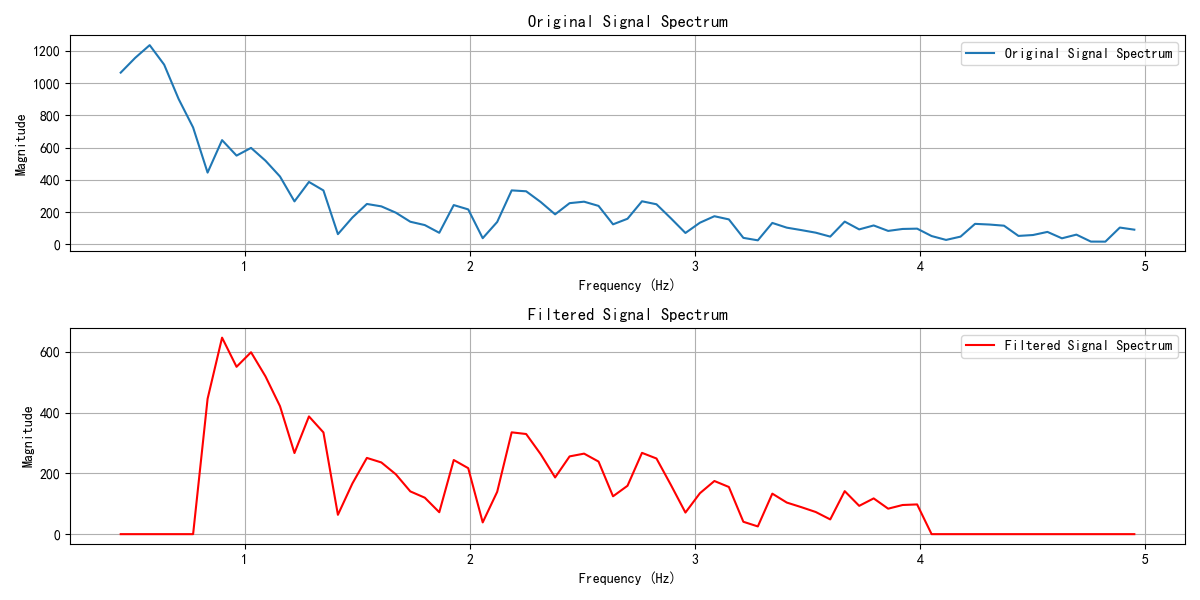 Original Signal Spectrum
1200
1000
800
600
400
200
0
Magnitude
Original Signal Spectrum
1 2 3 4 5
Frequency (Hz)
Filtered Signal Spectrum
600
400
200
0
Magnitude
Filtered Signal Spectrum
1 2 3 4 5
Frequency (Hz)